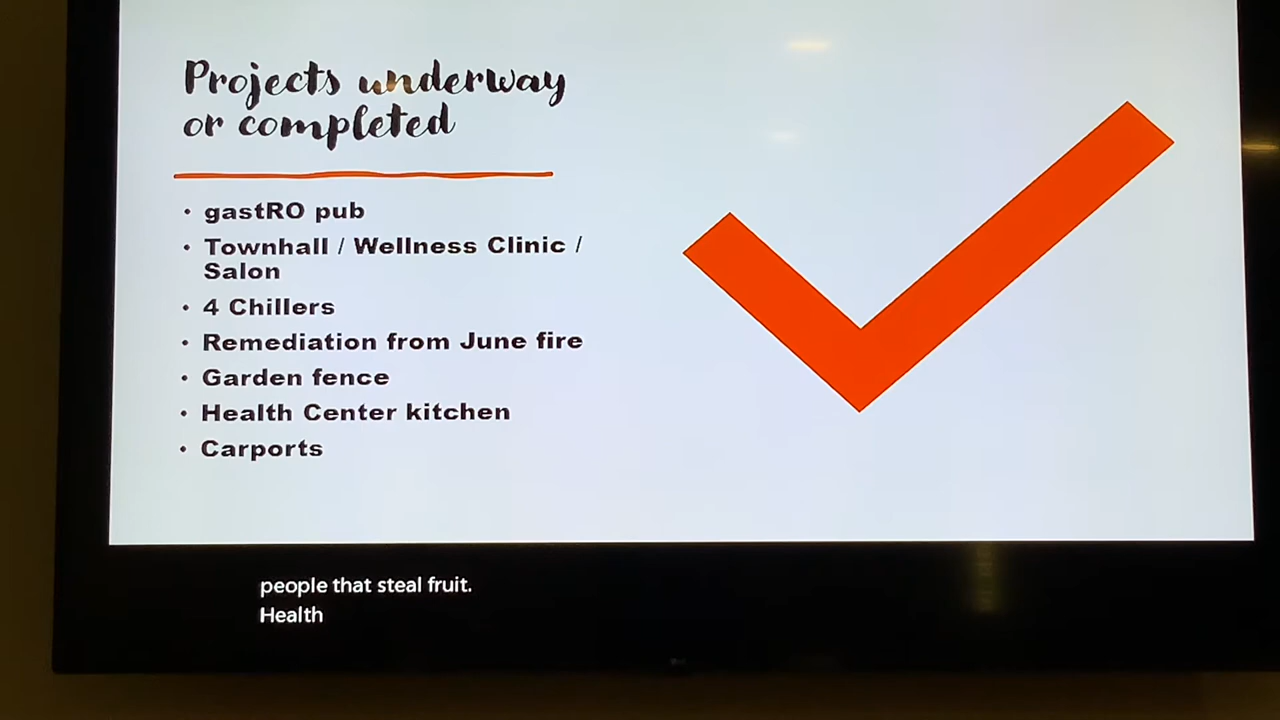 Projects underway
or completed
• gastRO pub
• Townhall / Wellness Clinic /
Salon
• 4 Chillers
• Remediation from June fire
• Garden fence
• Health Center kitchen
• Carports
people that steal fruit.
Health